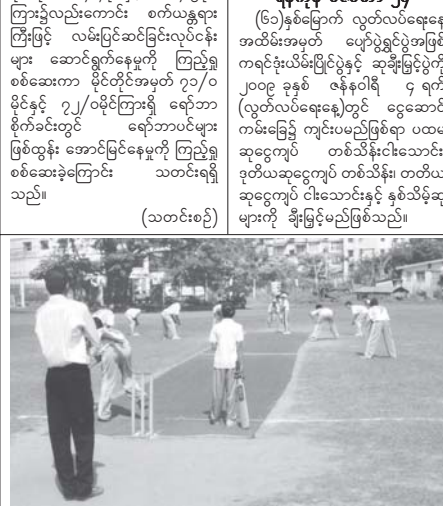 ကြား၌လည်းကောင်း စက်ယန္တရား
ကြီးဖြင့် လမ်းပြင်ဆင်ခြင်းလုပ်ငန်း
များ ဆောင်ရွက်နေမှုကို ကြည့်ရှု
စစ်ဆေးကာ မိုင်တိုင်အမှတ် ၇၁/၀
မိုင်နှင့် ၇၂/၀မိုင်ကြားရှိ ရော်ဘာ
စိုက်ခင်းတွင် ရော်ဘာပင်များ
ဖြစ်ထွန်း အောင်မြင်နေမှုကို ကြည့်ရှု
စစ်ဆေးခဲ့ကြောင်း သတင်းရရှိ
သည်။
(သတင်းစဉ်)
(၆၁)နှစ်မြောက် လွတ်လပ်ရေးနေ့
အထိမ်းအမှတ် ပျော်ပွဲရွှင်ပွဲအဖြစ်
ကရင်ဒုံးယိမ်းပြိုင်ပွဲနှင့် ဆုချီးမြှင့်ပွဲကို
၂၀၀၉ ခုနှစ် ဇန်နဝါရီ ၄ ရက်
(လွတ်လပ်ရေးနေ့)တွင် ငွေဆောင်
ကမ်းခြေ၌ ကျင်းပမည်ဖြစ်ရာ ပထမ
ဆုငွေကျပ် တစ်သိန်းငါးသောင်း၊
ဒုတိယဆုငွေကျပ် တစ်သိန်း၊ တတိယ
ဆုငွေကျပ် ငါးသောင်းနှင့် နှစ်သိမ့်ဆု
များကို ချီးမြှင့်မည်ဖြစ်သည်။